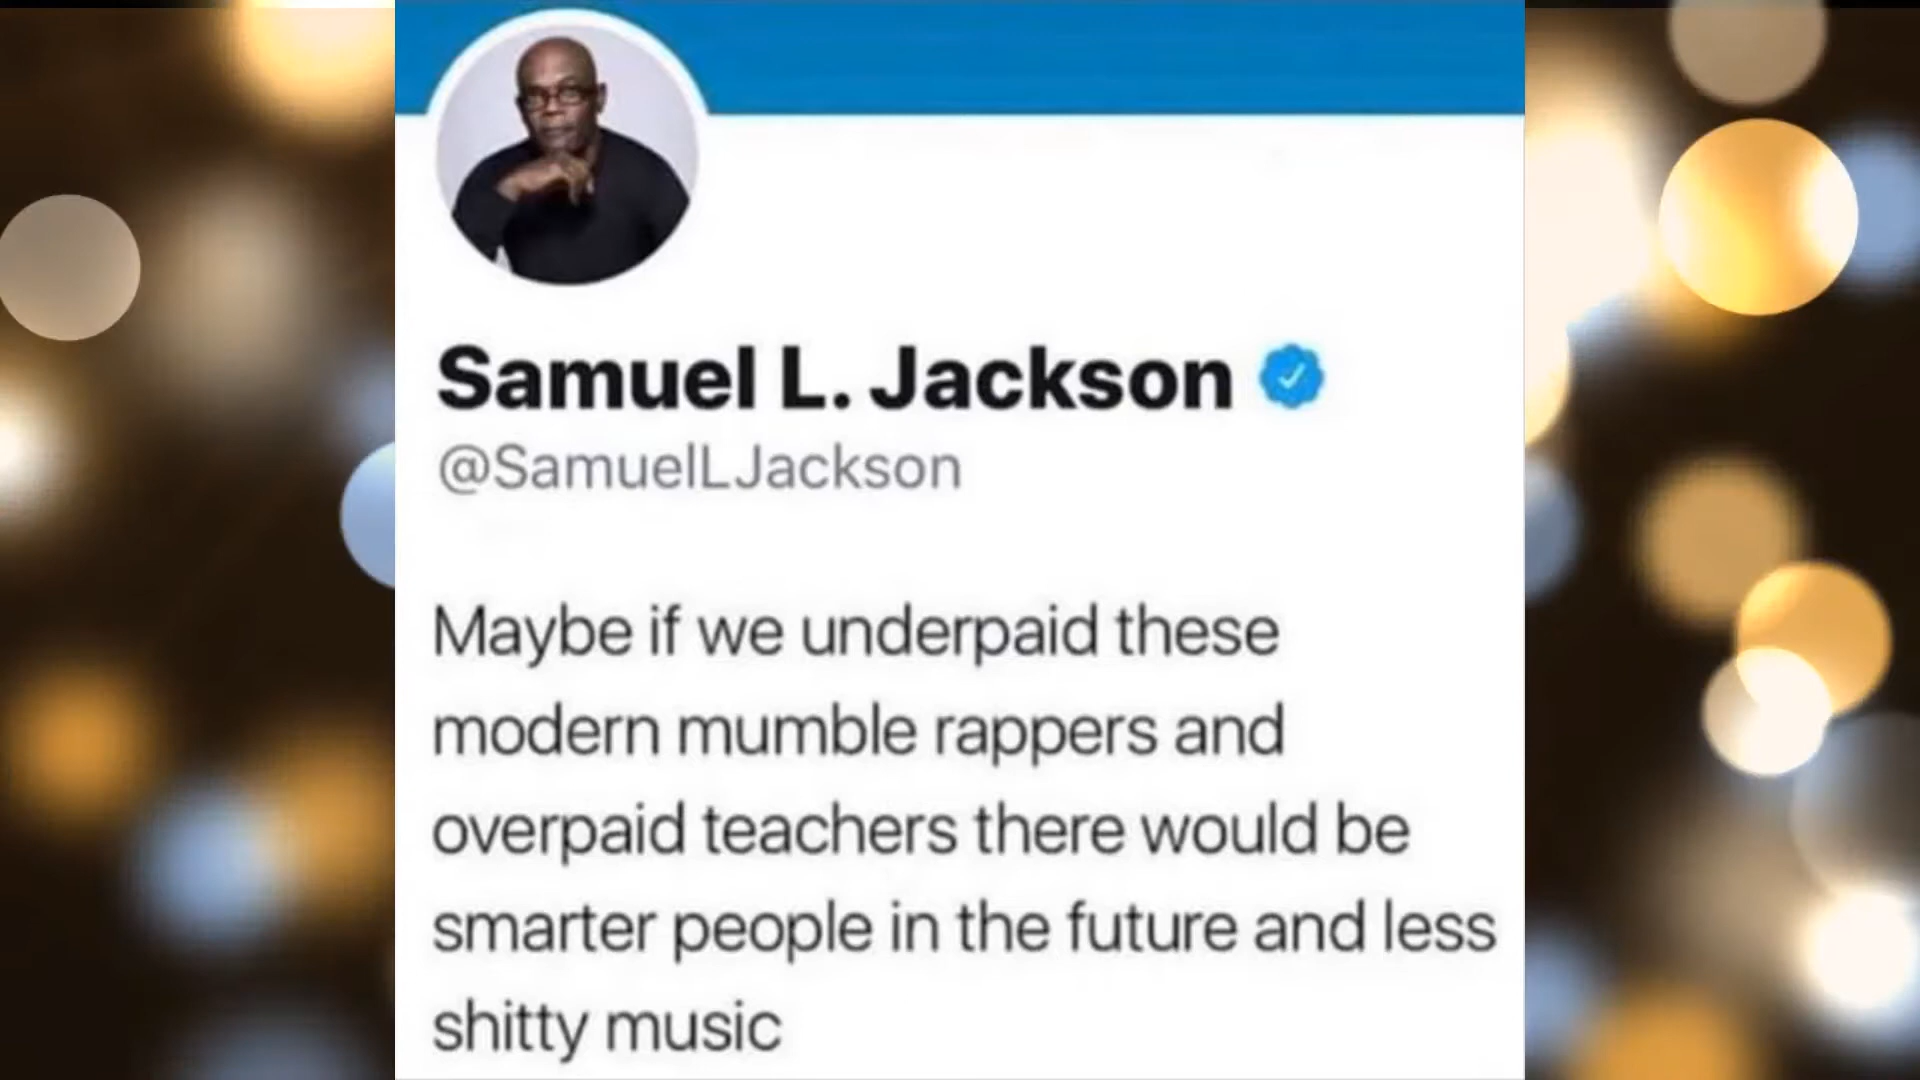 Samuel L. Jackson
@SamuelLJackson
Maybe if we underpaid these
modern mumble rappers and
overpaid teachers there would be
smarter people in the future and less
shitty music